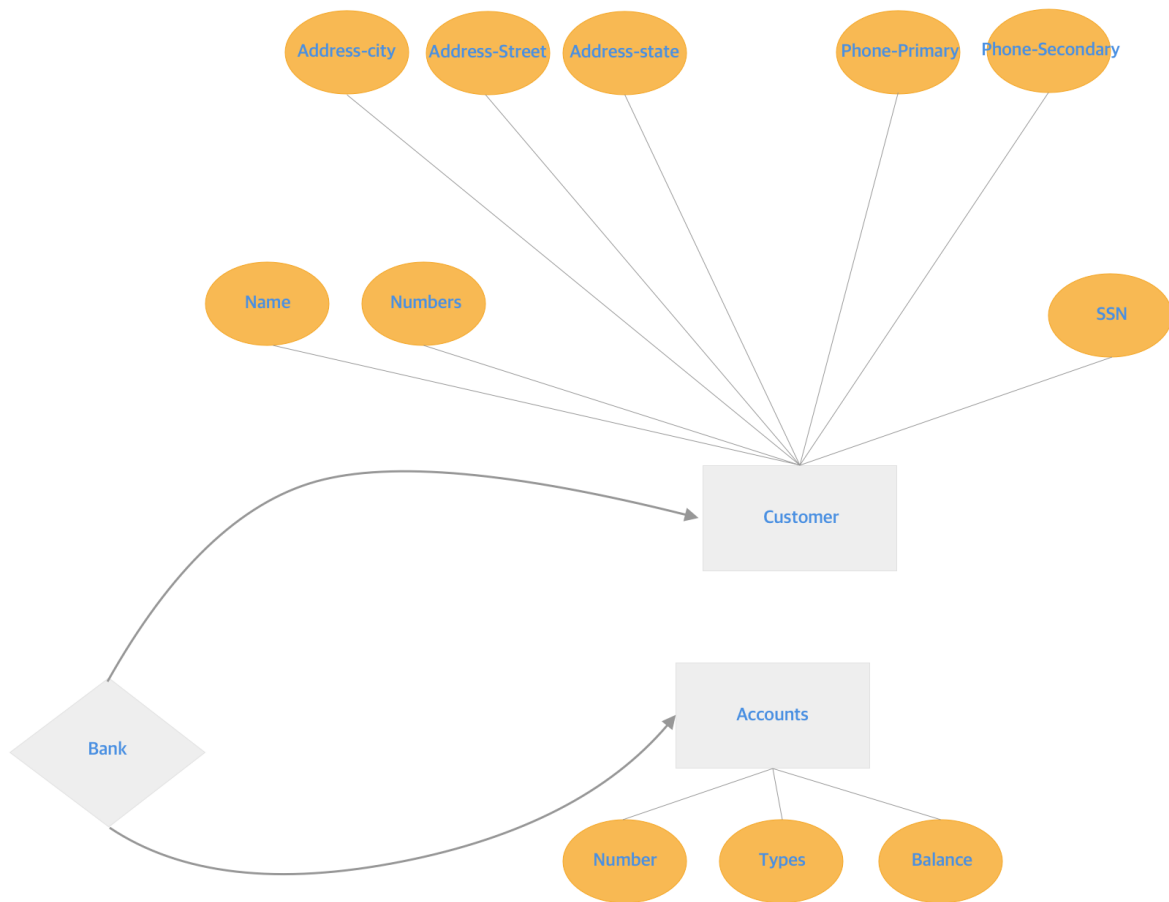 Address-city
Address-Street
Address-state
Phone-Primary
Phone-Secondary
Name
Numbers
SSN
Customer
Accounts
Bank
Number
Types
Balance